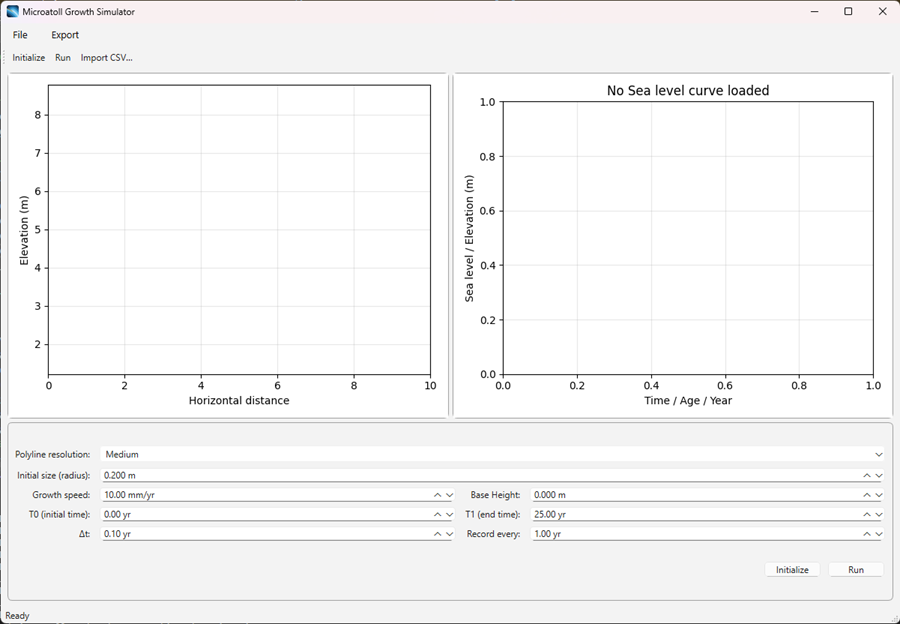 Microatoll Growth Simulator
File Export
Initialize Run Import CSV...
8
7
6
5
4
3
2
Elevation (m)
0 2 4 6 8 10
Horizontal distance
No Sea level curve loaded
1.0
0.8
0.6
0.4
0.2
0.0
Sea level / Elevation (m)
0.0 0.2 0.4 0.6 0.8 1.0
Time / Age / Year
Polyline resolution: Medium
Initial size (radius): 0.200 m
Growth speed: 10.00 mm/yr Base Height: 0.000 m
T0 (initial time): 0.00 yr T1 (end time): 25.00 yr
Δt: 0.10 yr Record every: 1.00 yr
Initialize Run
Ready